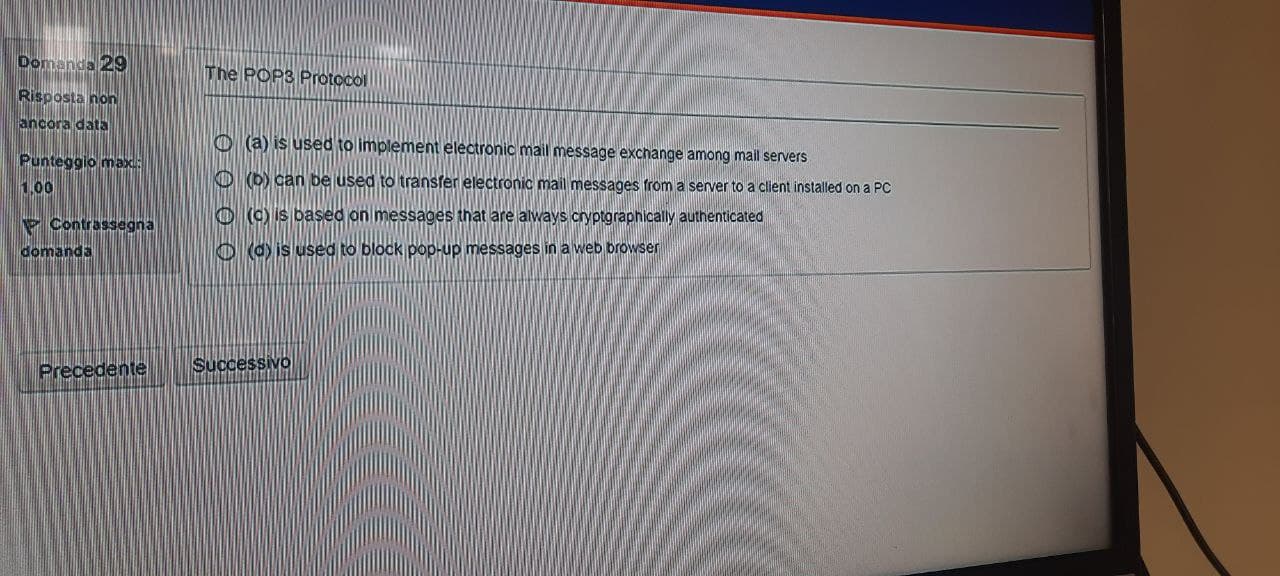 Domanda 29
Risposta non
ancora data
Punteggio max.:
1,00
Contrassegna
domanda
The POP3 Protocol
(a) is used to implement electronic mail message exchange among mail servers
(b) can be used to transfer electronic mail messages from a server to a client installed on a PC
(c) is based on messages that are always cryptgraphically authenticated
(d) is used to block pop-up messages in a web browser
Precedente
Successivo